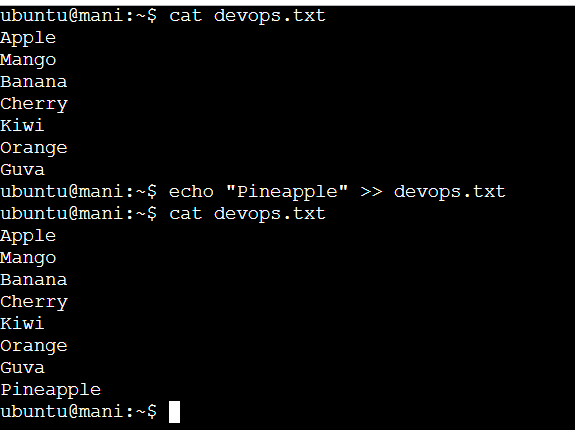 ubuntu@mani:~$ cat devops.txt
Apple
Mango
Banana
Cherry
Kiwi
Orange
Guva
ubuntu@mani:~$ echo "Pineapple" >> devops.txt
ubuntu@mani:~$ cat devops.txt
Apple
Mango
Banana
Cherry
Kiwi
Orange
Guva
Pineapple
ubuntu@mani:~$